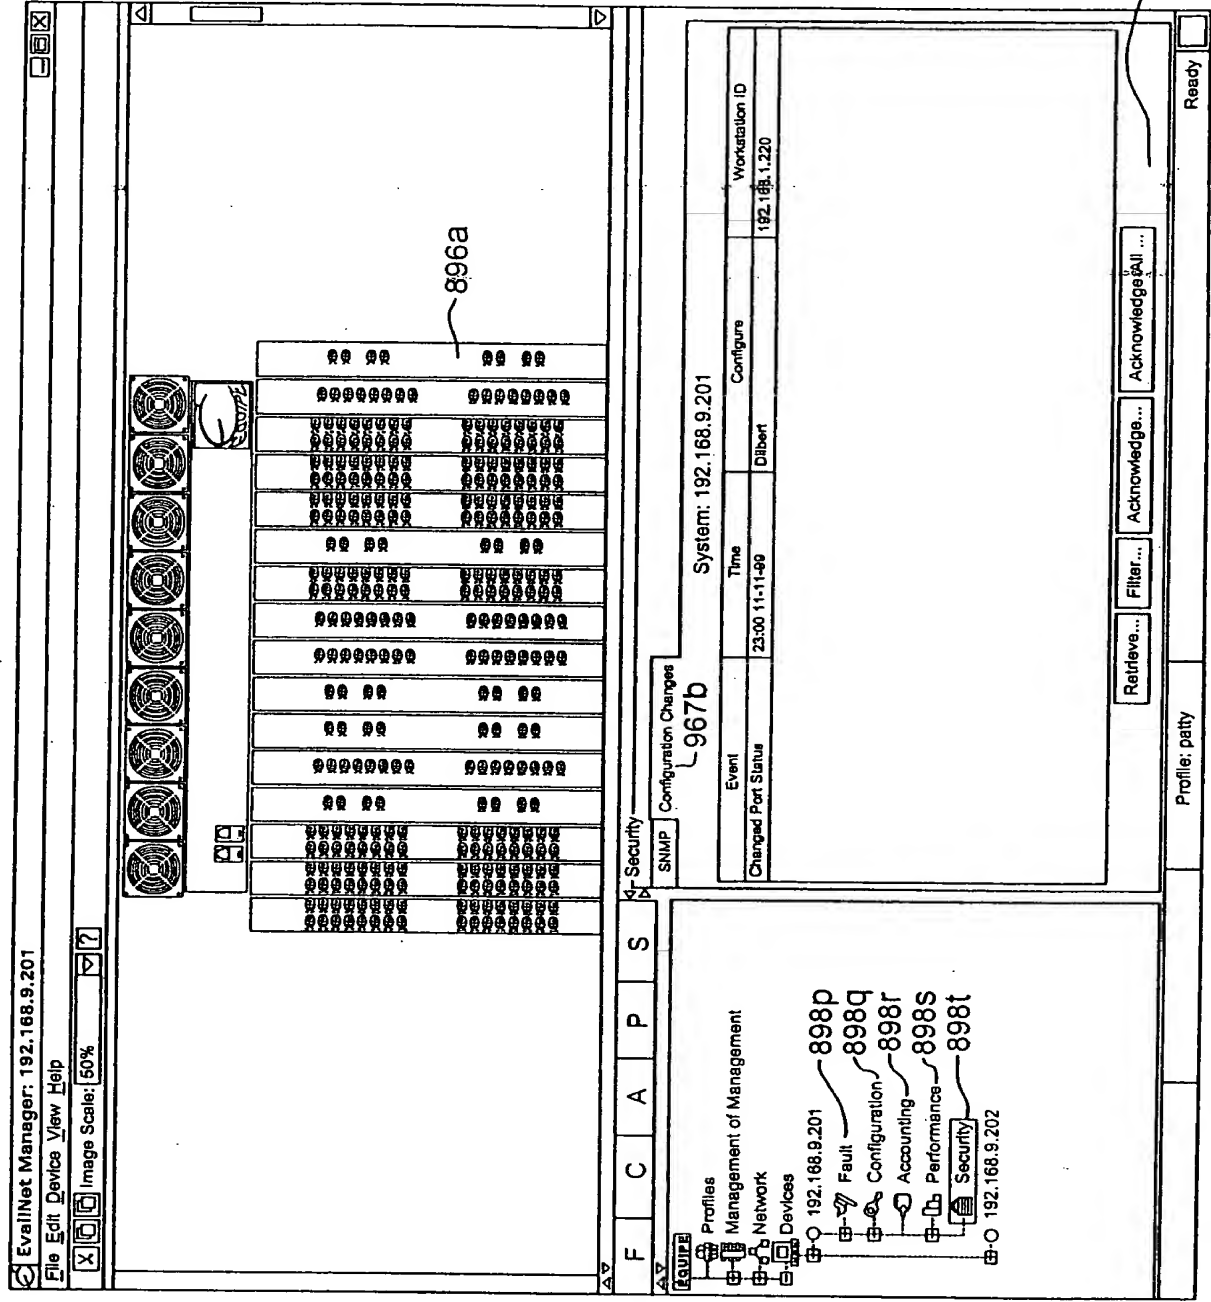 EvallNet Manager: 192.168.9.201
File Edit Device View Help
X Image Scale: 50% ?
EQUIPE
896a
F C A P S
EQUIPE
Profiles
Management of Management
Network
Devices
192.168.9.201
Fault
Configuration
Accounting
Performance
Security
192.168.9.202
898p
898q
898r
898s
898t
Security
SNMP Configuration Changes
967b
System: 192.168.9.201
Event Time Configure Workstation ID
Changed Port Status 23:00 11-11-99 Dilbert 192.168.1.220
Retrieve... Filter... Acknowledge... Acknowledge All ...
Profile: patty
Ready